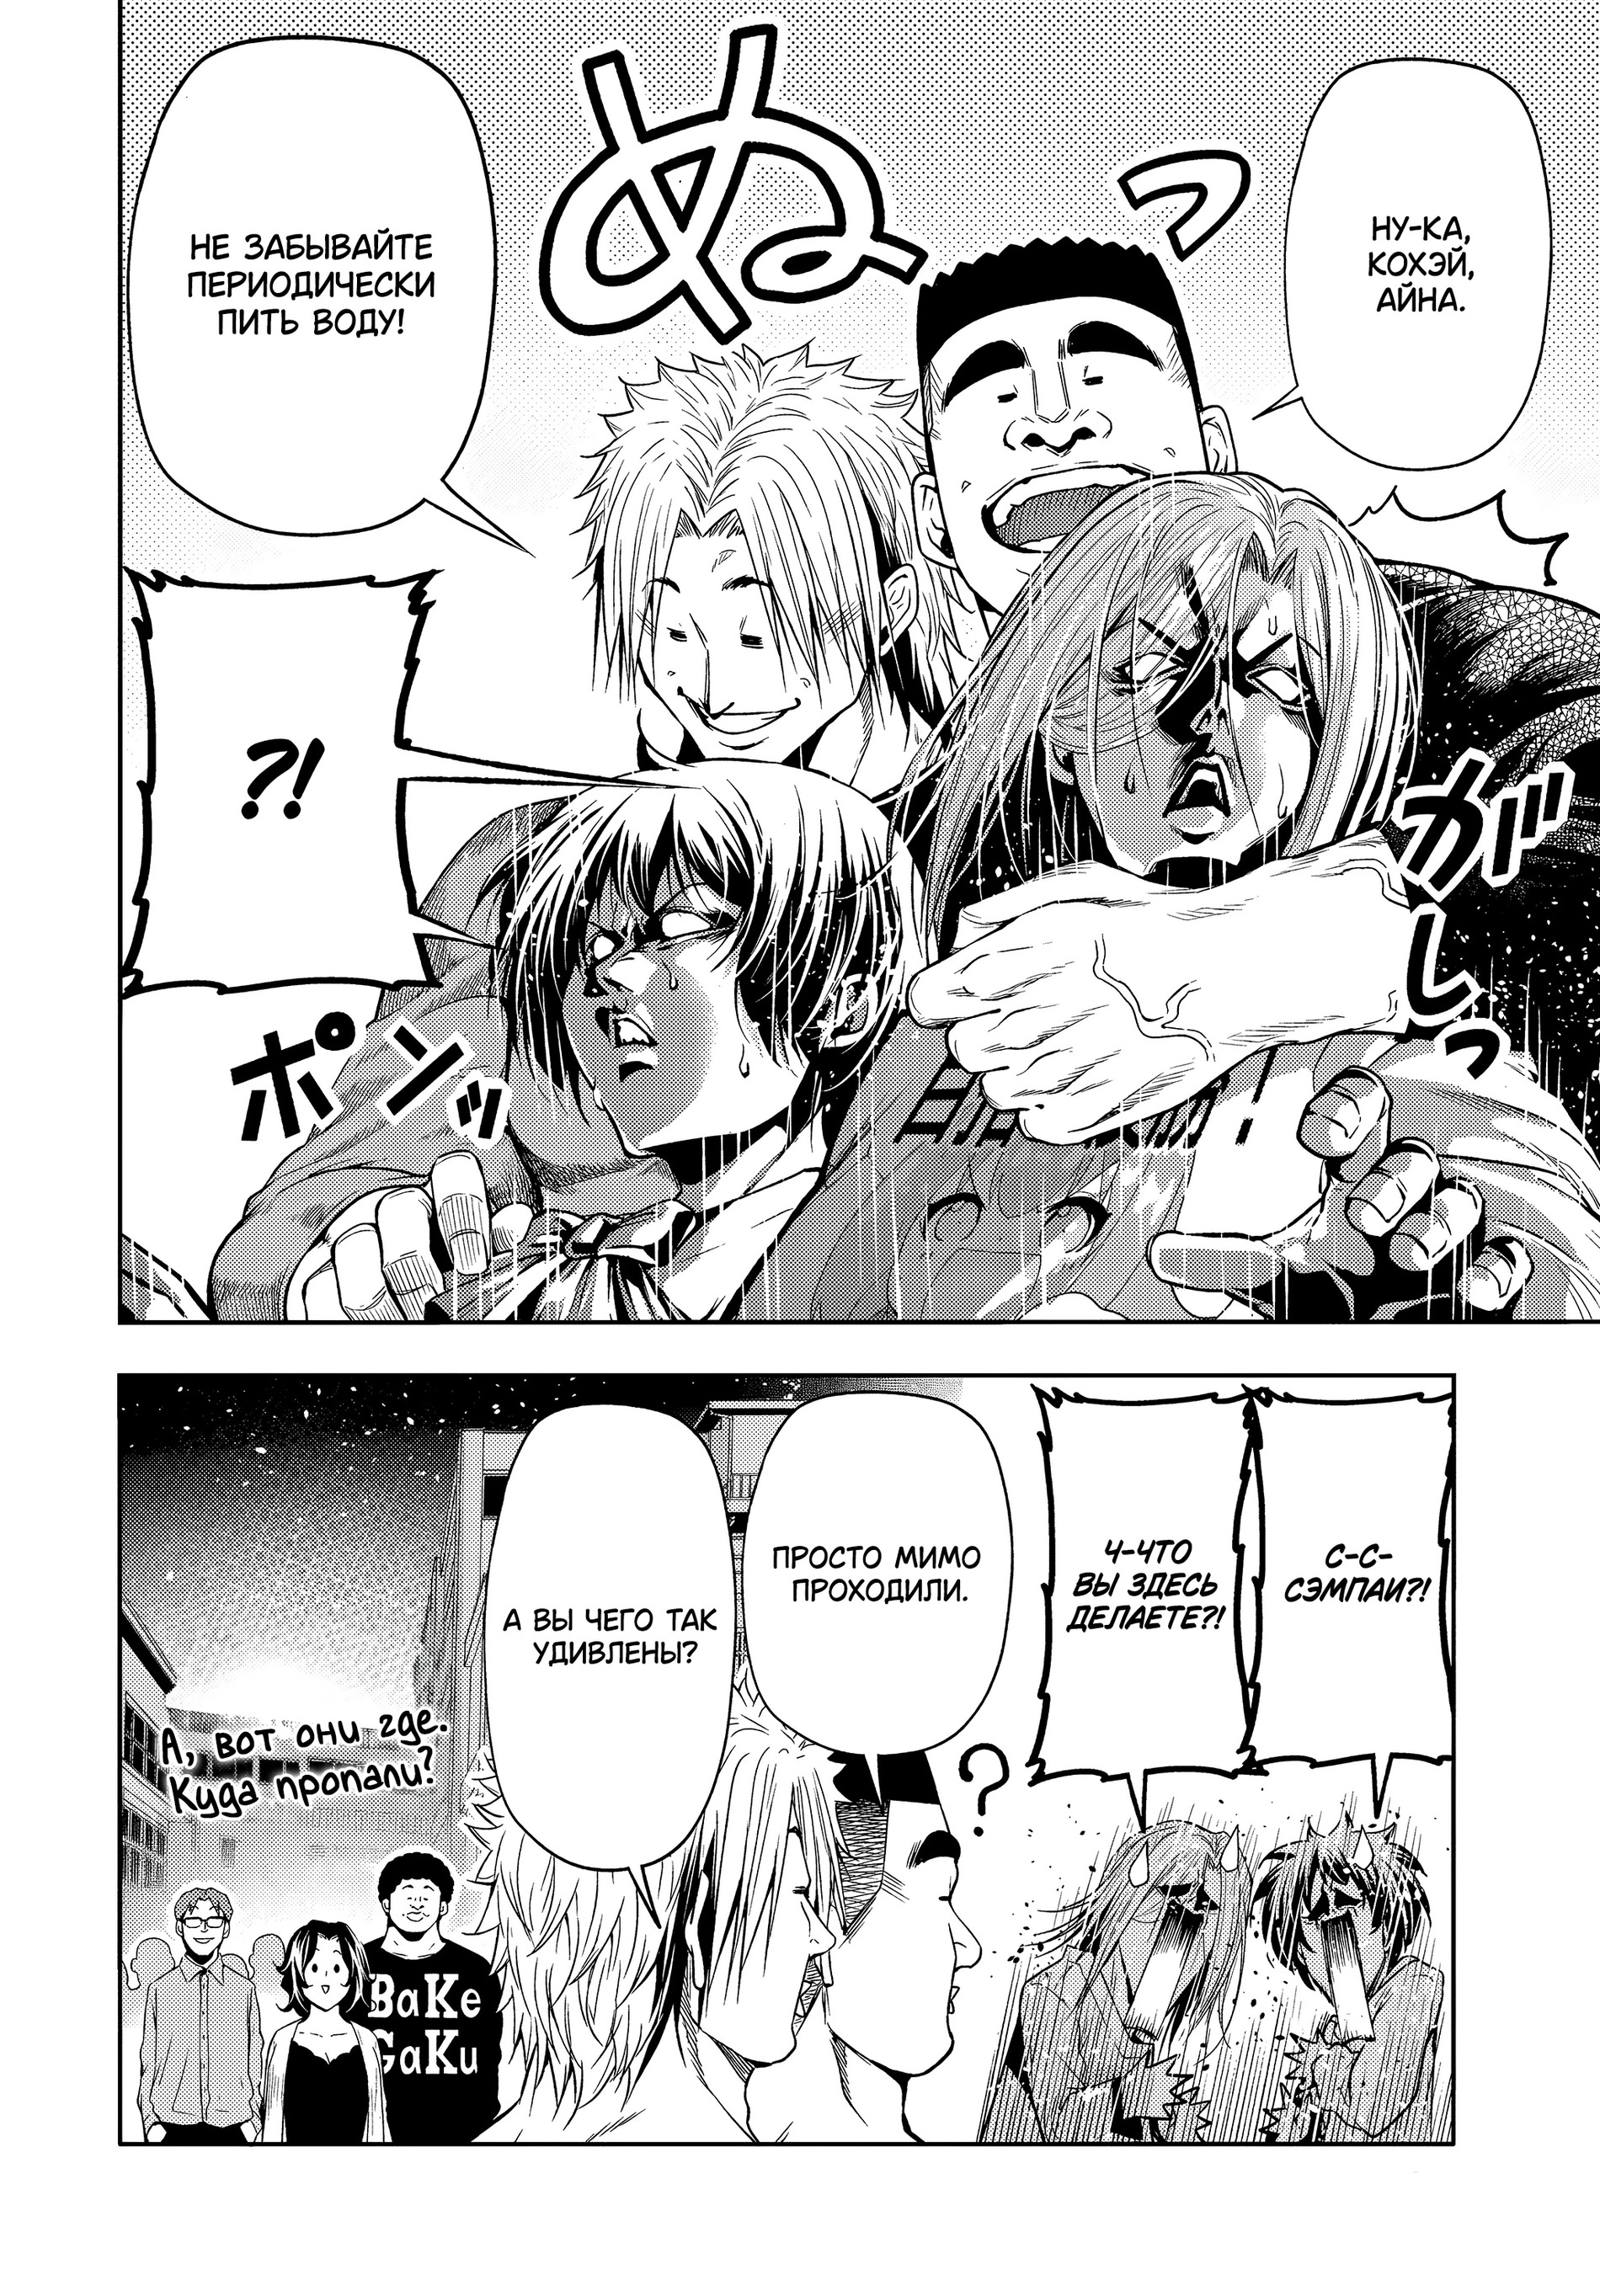 НУ-КА,
КОХЭЙ,
АЙНА.
ぬっ
НЕ ЗАБЫВАЙТЕ
ПЕРИОДИЧЕСКИ
ПИТЬ ВОДУ!
?!
ガ
しっ
ポンッ
С-С-
СЭМПАИ?!
Ч-ЧТО
ВЫ ЗДЕСЬ
ДЕЛАЕТЕ?!
ПРОСТО МИМО
ПРОХОДИЛИ.
?
А ВЫ ЧЕГО ТАК
УДИВЛЕНЫ?
А, вот они где.
Куда пропали?
BaKe
GaKu